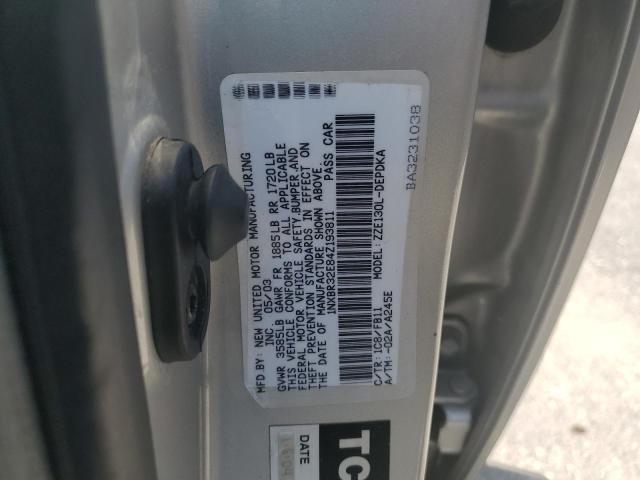 MFD.BY: NEW UNITED MOTOR MANUFACTURING
INC 05/03
GVWR 3585LB GAWR FR 1885LB RR 1720LB
THIS VEHICLE CONFORMS TO ALL APPLICABLE
FEDERAL MOTOR VEHICLE SAFETY,BUMPER,AND
THEFT PREVENTION STANDARDS IN EFFECT ON
THE DATE OF MANUFACTURE SHOWN ABOVE.
1NXBR32E84Z193811 PASS CAR
C/TR: 1C8/FB11 MODEL: ZZE130L-DEPDKA
A/TM: -02A/A245E
BA3231038
DATE
TC